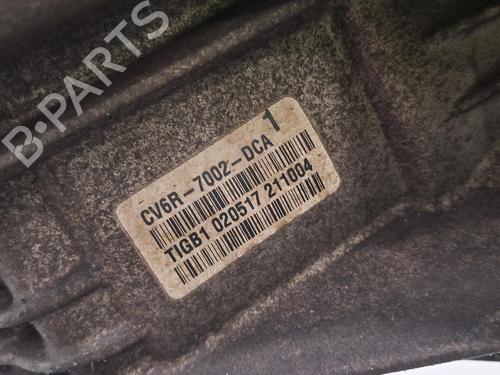 B-PARTS
CV6R-7002-DCA 1
TIGB1 020517 211004